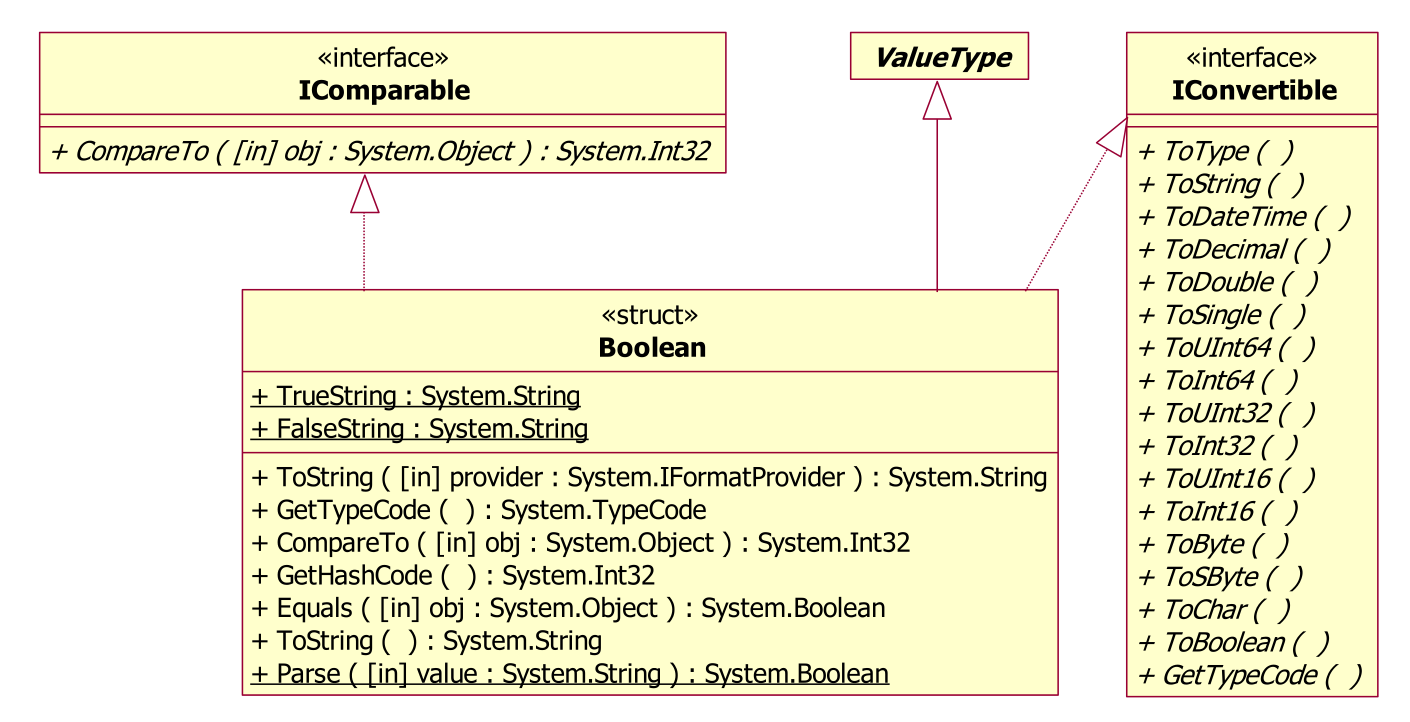 «interface»
IComparable
+ CompareTo ( [in] obj : System.Object ) : System.Int32
ValueType
«interface»
IConvertible
+ ToType (  )
+ ToString (  )
+ ToDateTime (  )
+ ToDecimal (  )
+ ToDouble (  )
+ ToSingle (  )
+ ToUInt64 (  )
+ ToInt64 (  )
+ ToUInt32 (  )
+ ToInt32 (  )
+ ToUInt16 (  )
+ ToInt16 (  )
+ ToByte (  )
+ ToSByte (  )
+ ToChar (  )
+ ToBoolean (  )
+ GetTypeCode (  )
«struct»
Boolean
+ TrueString : System.String
+ FalseString : System.String
+ ToString ( [in] provider : System.IFormatProvider ) : System.String
+ GetTypeCode (  ) : System.TypeCode
+ CompareTo ( [in] obj : System.Object ) : System.Int32
+ GetHashCode (  ) : System.Int32
+ Equals ( [in] obj : System.Object ) : System.Boolean
+ ToString (  ) : System.String
+ Parse ( [in] value : System.String ) : System.Boolean